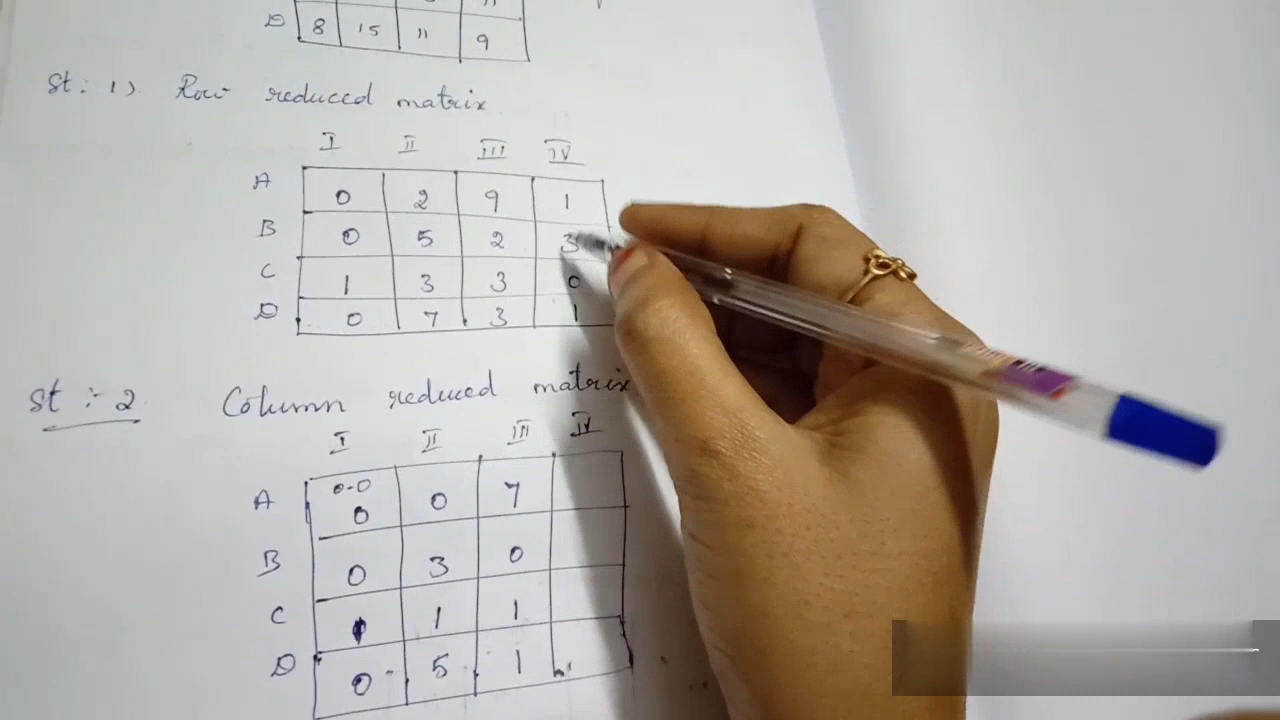 D 8 15 11 9
St: 1). Row reduced matrix
I II III IV
A 0 2 9 1
B 0 5 2 3
C 1 3 3 0
D 0 7 3 1
St :- 2 Column reduced matrix
I II III IV
A 0-0 0 0 7
B 0 3 0
C 1 1 1
D 0 5 1